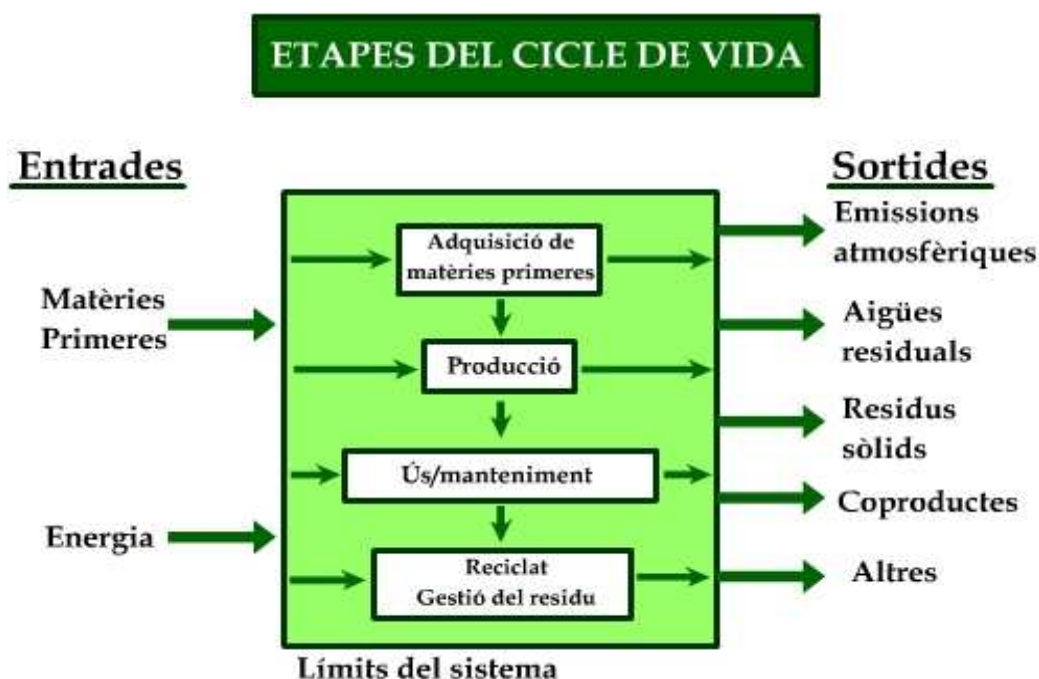 ETAPES DEL CICLE DE VIDA
Entrades
Sortides
Matèries
Primeres
Energia
Adquisició de
matèries primeres
Producció
Ús/manteniment
Reciclat
Gestió del residu
Límits del sistema
Emissions
atmosfèriques
Aigües
residuals
Residus
sòlids
Coproductes
Altres